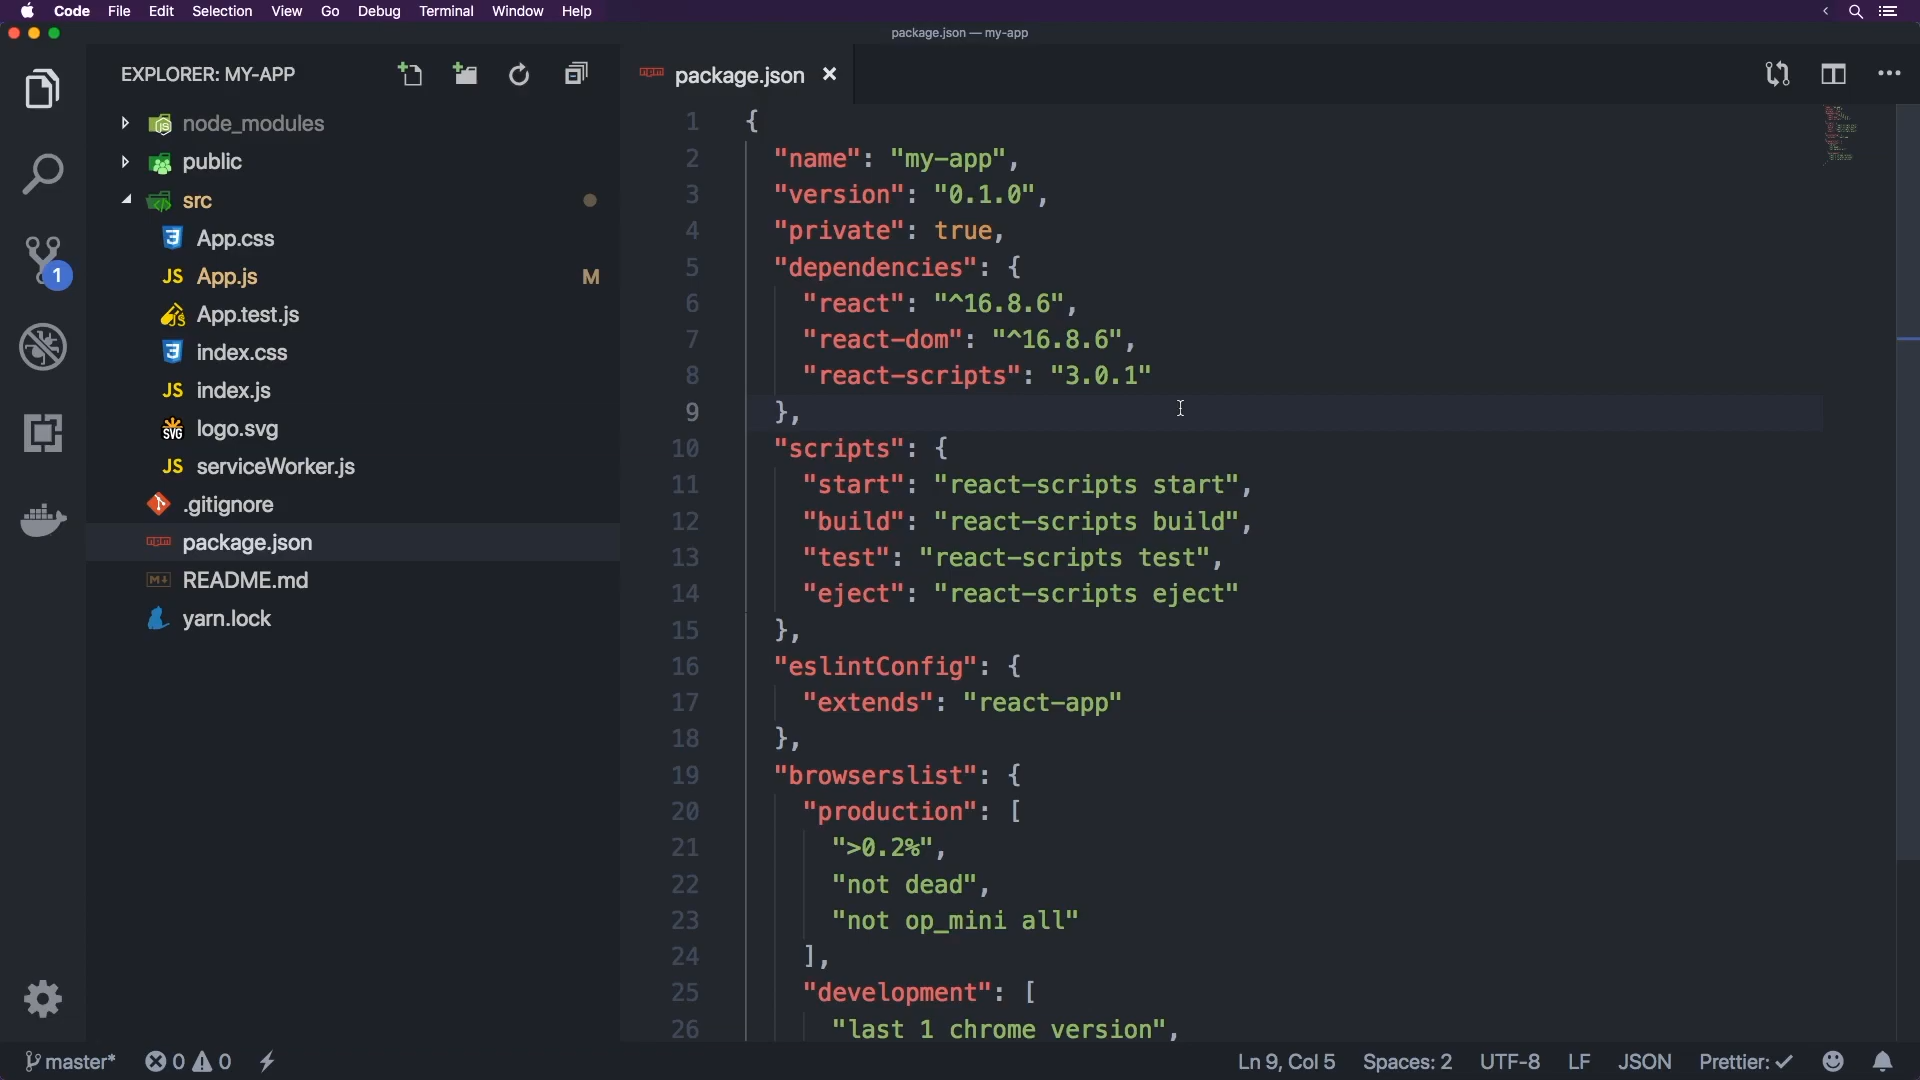 Code File Edit Selection View Go Debug Terminal Window Help
package.json — my-app
EXPLORER: MY-APP
node_modules
public
src
App.css
JS App.js M
App.test.js
index.css
JS index.js
SVG logo.svg
JS serviceWorker.js
.gitignore
package.json
README.md
yarn.lock
1
package.json ×
1 {
2 "name": "my-app",
3 "version": "0.1.0",
4 "private": true,
5 "dependencies": {
6 "react": "^16.8.6",
7 "react-dom": "^16.8.6",
8 "react-scripts": "3.0.1"
9 },
10 "scripts": {
11 "start": "react-scripts start",
12 "build": "react-scripts build",
13 "test": "react-scripts test",
14 "eject": "react-scripts eject"
15 },
16 "eslintConfig": {
17 "extends": "react-app"
18 },
19 "browserslist": {
20 "production": [
21 ">0.2%",
22 "not dead",
23 "not op_mini all"
24 ],
25 "development": [
26 "last 1 chrome version",
master* 0 0 Ln 9, Col 5 Spaces: 2 UTF-8 LF JSON Prettier: ✓